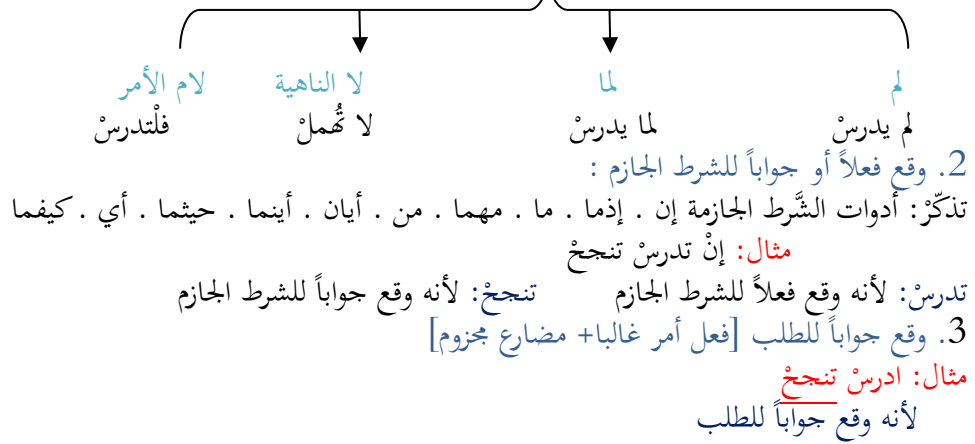 لم لما لا الناهية لام الأمر
لم يدرسْ لما يدرسْ لا تُهملْ فلْتدرسْ
2. وقع فعلاً أو جواباً للشرط الجازم :
تذكّرْ: أدوات الشَّرط الجازمة إن . إذما . ما . مهما . من . أيان . أينما . حيثما . أي . كيفما
مثال: إنْ تدرسْ تنجحْ
تدرسْ: لأنه وقع فعلاً للشرط الجازم تنجحْ: لأنه وقع جواباً للشرط الجازم
3. وقع جواباً للطلب [فعل أمر غالبا+ مضارع مجزوم]
مثال: ادرسْ تنجحْ
لأنه وقع جواباً للطلب